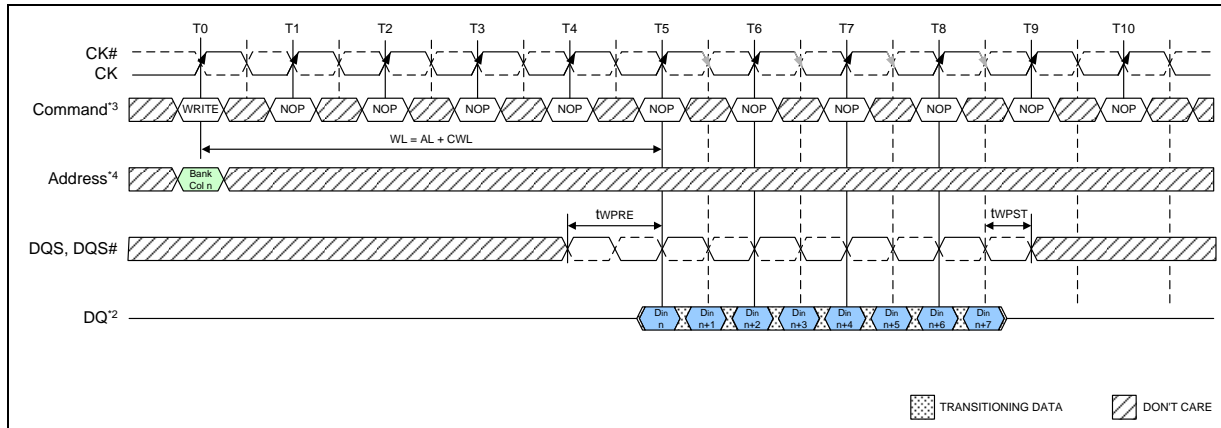 T0 T1 T2 T3 T4 T5 T6 T7 T8 T9 T10
CK#
CK
Command*3 WRITE NOP NOP NOP NOP NOP NOP NOP NOP NOP NOP
WL = AL + CWL
Address*4 Bank
Col n
tWPRE tWPST
DQS, DQS#
DQ*2 Din Din Din Din Din Din Din Din
n n+1 n+2 n+3 n+4 n+5 n+6 n+7
TRANSITIONING DATA DON'T CARE